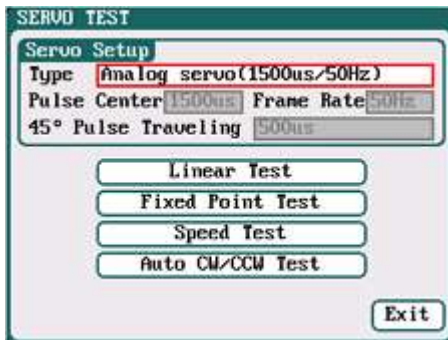 SERVO TEST
Servo Setup
Type Analog servo(1500us/50Hz)
Pulse Center 1500us Frame Rate 50Hz
45° Pulse Traveling 500us
Linear Test
Fixed Point Test
Speed Test
Auto CW/CCW Test
Exit